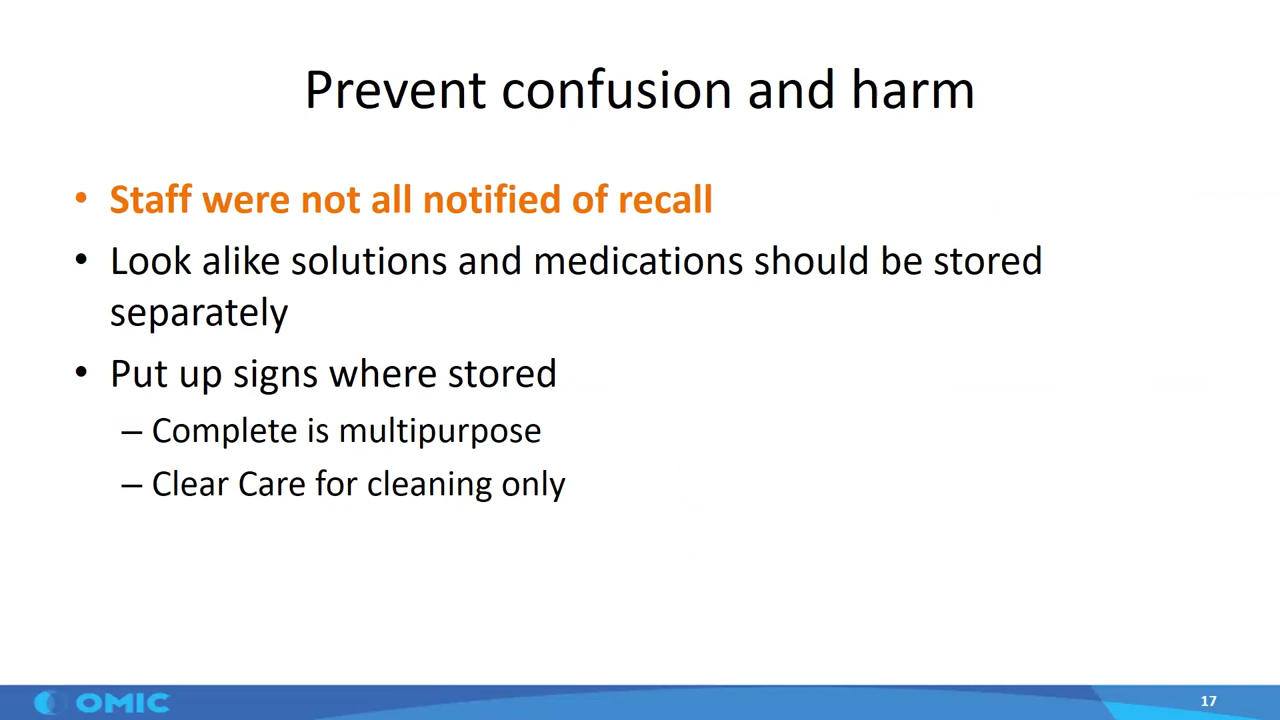 Prevent confusion and harm
• Staff were not all notified of recall
• Look alike solutions and medications should be stored
separately
• Put up signs where stored
– Complete is multipurpose
– Clear Care for cleaning only
OMIC
17